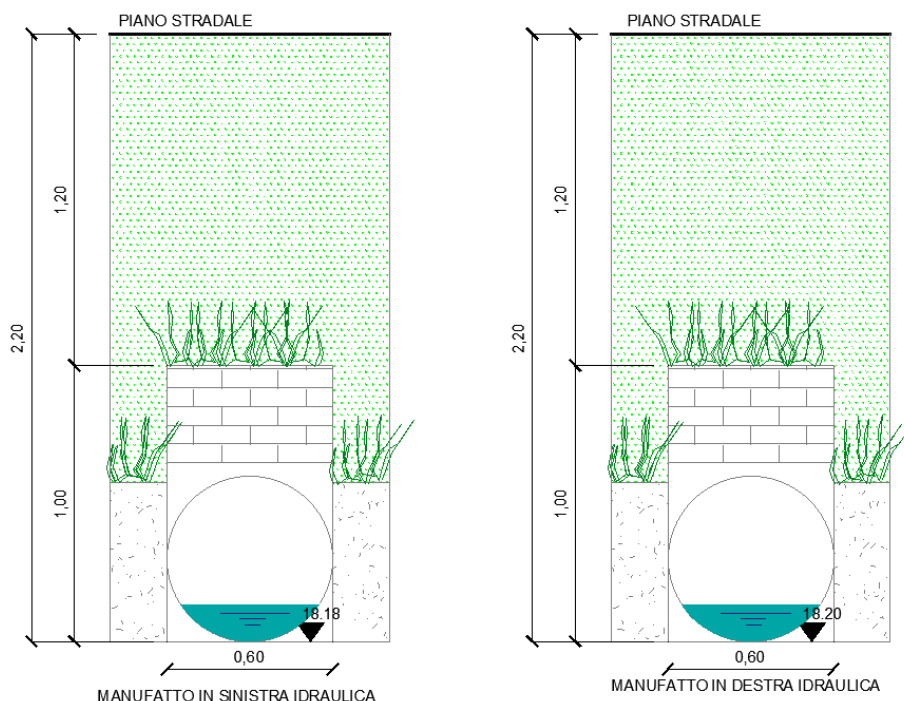 PIANO STRADALE
1,20
2,20
1,00
18.18
0,60
MANUFATTO IN SINISTRA IDRAULICA
PIANO STRADALE
1,20
2,20
1,00
18.20
0,60
MANUFATTO IN DESTRA IDRAULICA